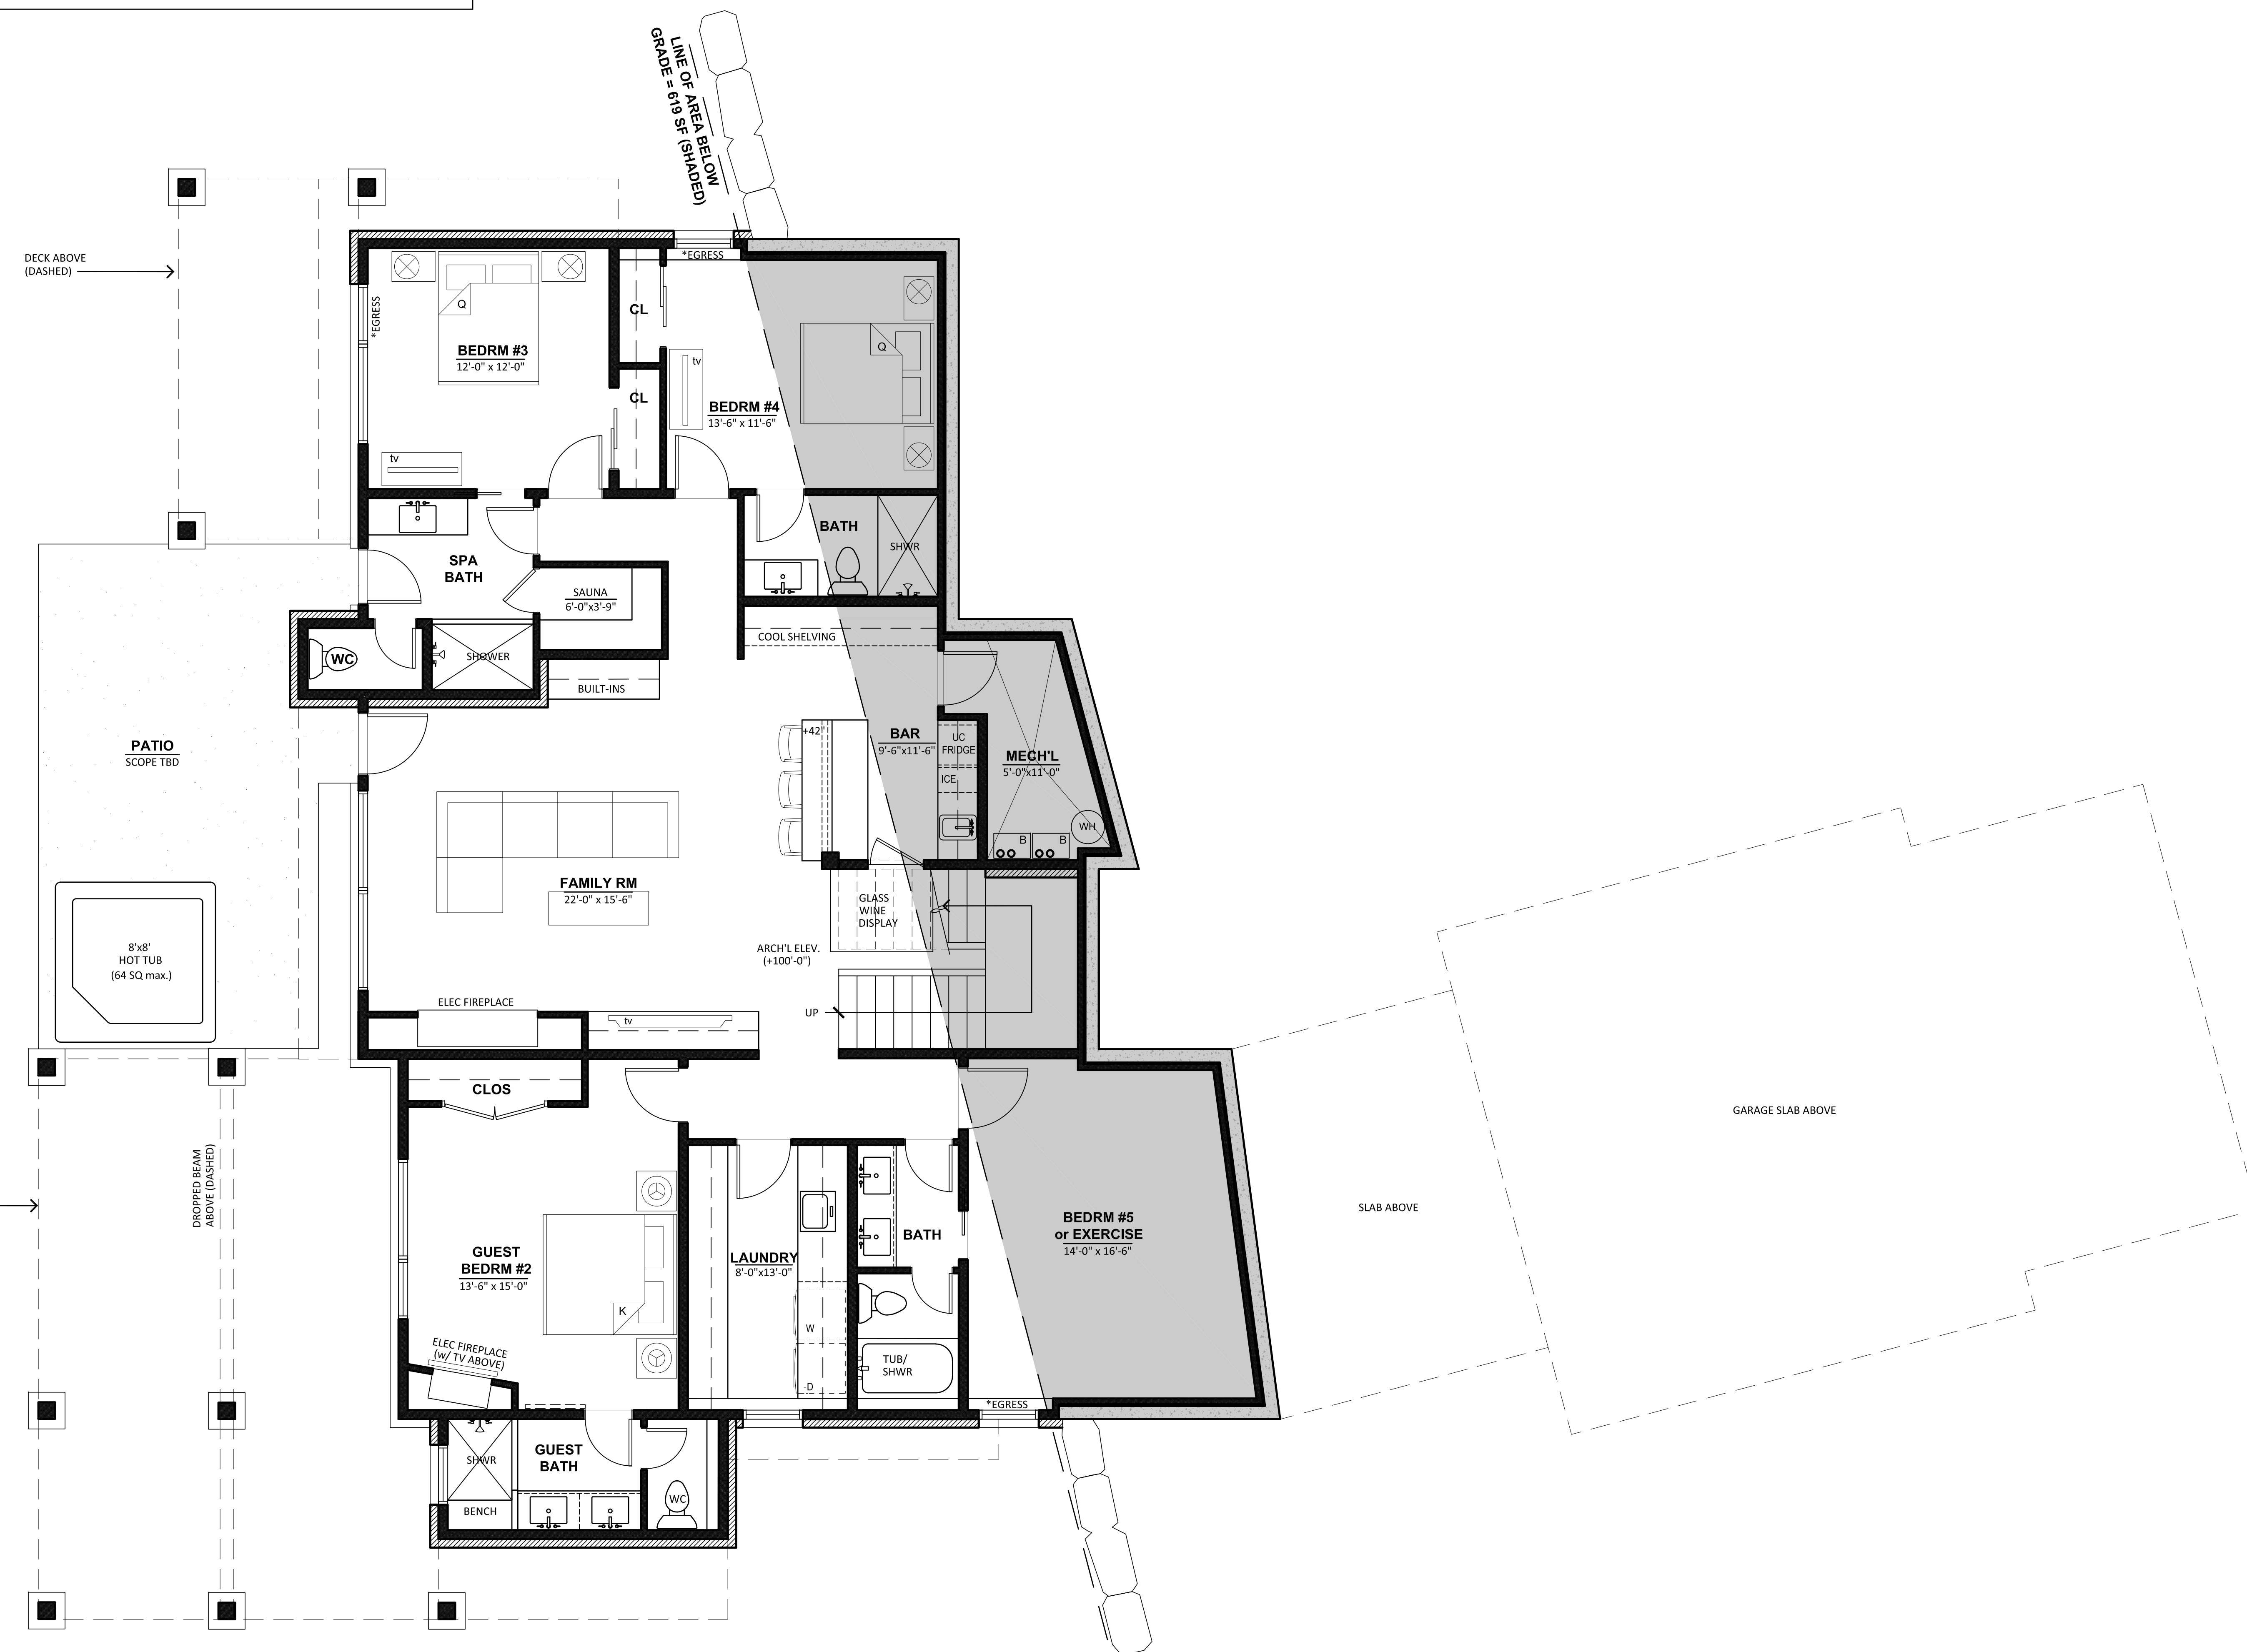 LINE OF AREA BELOW
GRADE = 619 SF (SHADED)
DECK ABOVE
(DASHED)
*EGRESS
*EGRESS
Q
BEDRM #3
12'-0" x 12'-0"
tv
CL
CL
tv
Q
BEDRM #4
13'-6" x 11'-6"
BATH
SHWR
SPA
BATH
SAUNA
6'-0"x3'-9"
WC
SHOWER
BUILT-INS
COOL SHELVING
PATIO
SCOPE TBD
+42"
BAR
9'-6"x11'-6"
UC
FRIDGE
ICE
MECH'L
5'-0"x11'-0"
WH
B
B
FAMILY RM
22'-0" x 15'-6"
GLASS
WINE
DISPLAY
ARCH'L ELEV.
(+100'-0")
8'x8'
HOT TUB
(64 SQ max.)
ELEC FIREPLACE
tv
UP
CLOS
DROPPED BEAM
ABOVE (DASHED)
GUEST
BEDRM #2
13'-6" x 15'-0"
K
ELEC FIREPLACE
(w/ TV ABOVE)
LAUNDRY
8'-0"x13'-0"
W
D
BATH
TUB/
SHWR
BEDRM #5
or EXERCISE
14'-0" x 16'-6"
*EGRESS
SLAB ABOVE
GARAGE SLAB ABOVE
GUEST
BATH
SHWR
BENCH
WC